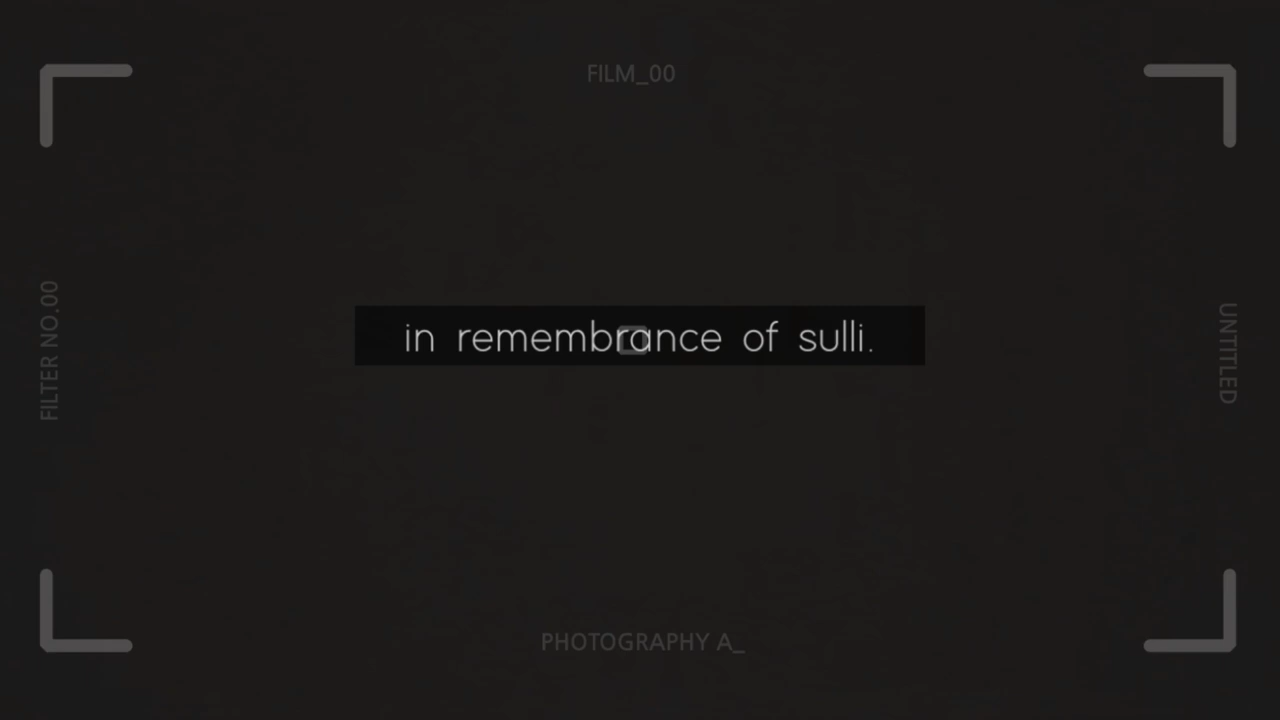 FILM_00
FILTER NO.00
in remembrance of sulli.
UNTITLED
PHOTOGRAPHY A_